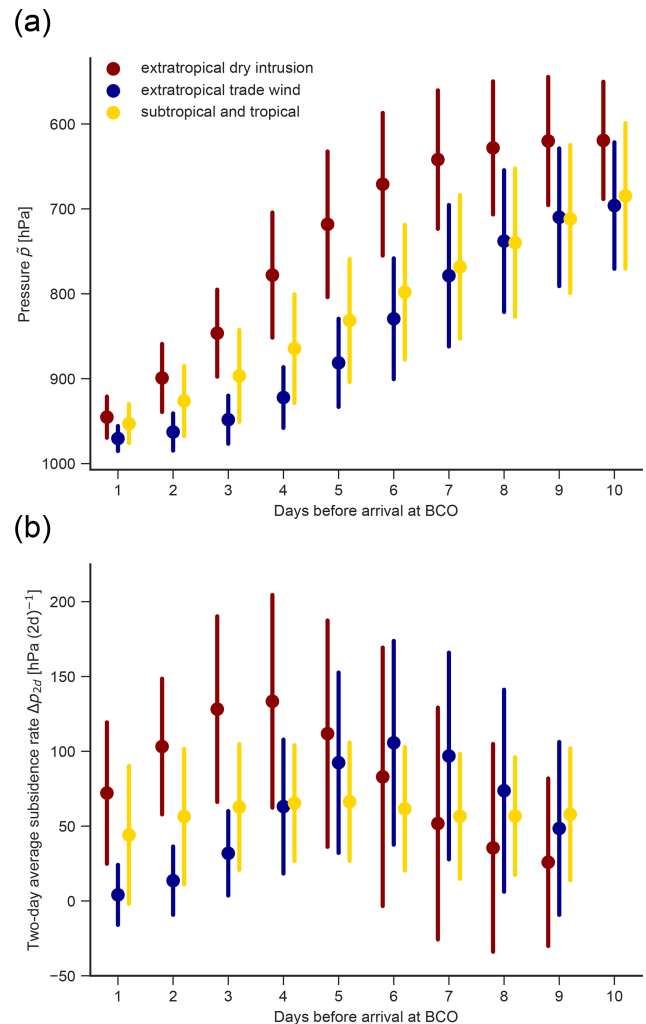 (a)
extratropical dry intrusion
extratropical trade wind
subtropical and tropical
600
700
800
900
1000
Pressure p̃ [hPa]
1 2 3 4 5 6 7 8 9 10
Days before arrival at BCO
(b)
200
150
100
50
0
−50
Two-day average subsidence rate Δp₂d [hPa (2d)⁻¹]
1 2 3 4 5 6 7 8 9 10
Days before arrival at BCO